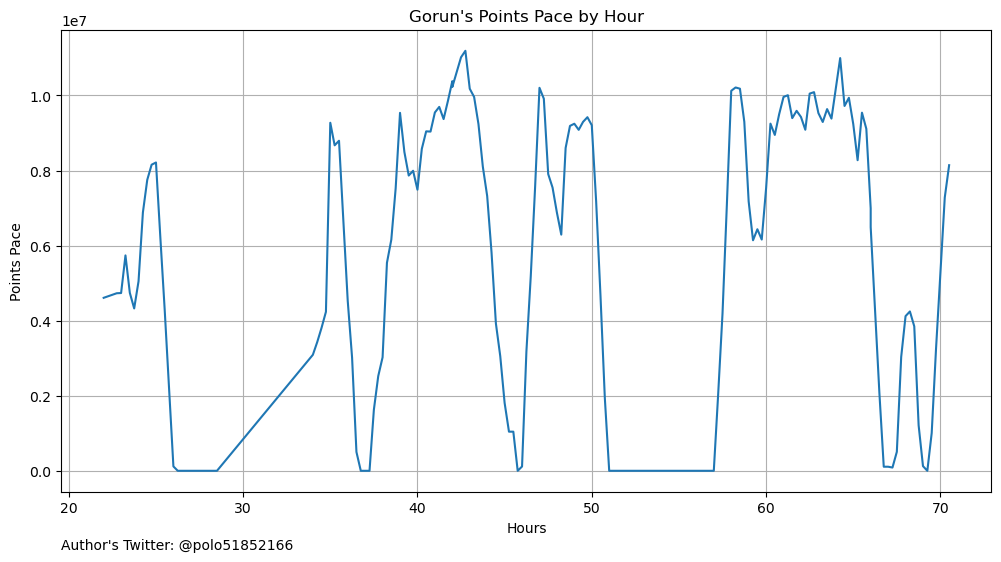 Gorun's Points Pace by Hour
1e7
1.0
0.8
0.6
0.4
0.2
0.0
Points Pace
20 30 40 50 60 70
Hours
Author's Twitter: @polo51852166